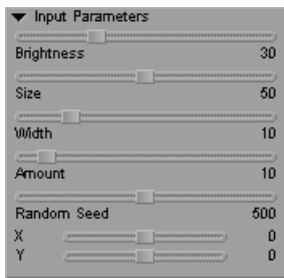 Input Parameters
Brightness 30
Size 50
Width 10
Amount 10
Random Seed 500
X 0
Y 0